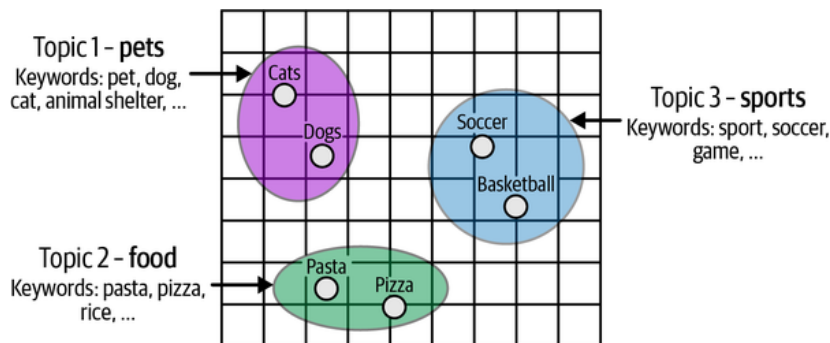 Topic 1 – pets
Keywords: pet, dog,
cat, animal shelter, ...
Cats
Dogs
Topic 3 – sports
Keywords: sport, soccer,
game, ...
Soccer
Basketball
Topic 2 – food
Keywords: pasta, pizza,
rice, ...
Pasta
Pizza